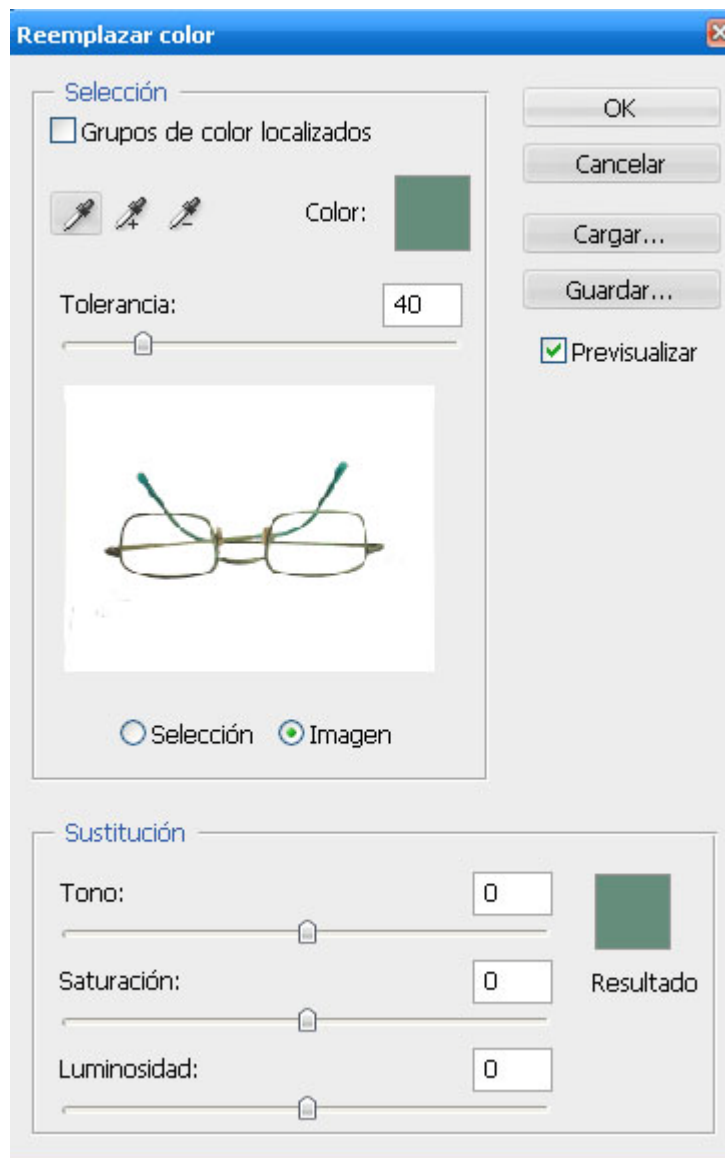 Reemplazar color
Selección
Grupos de color localizados
Color:
Tolerancia:
40
Selección
Imagen
OK
Cancelar
Cargar...
Guardar...
Previsualizar
Sustitución
Tono:
0
Saturación:
0
Resultado
Luminosidad:
0